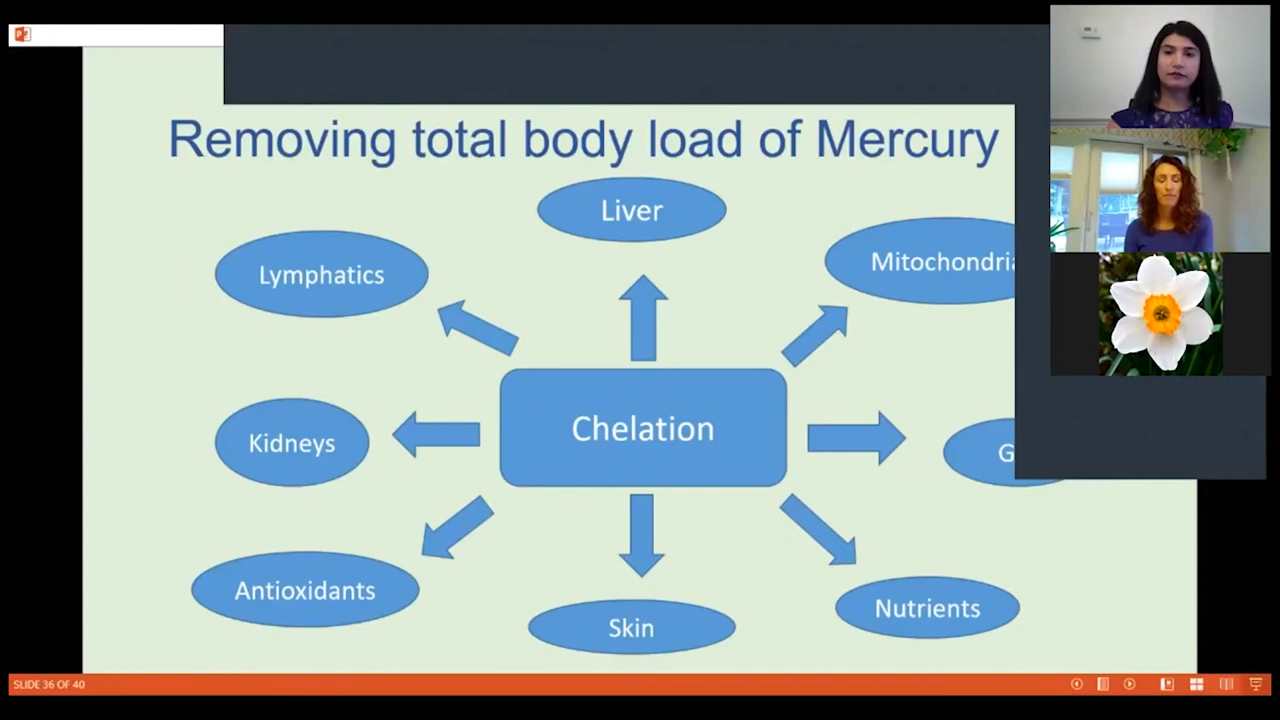 Removing total body load of Mercury
Liver
Lymphatics
Mitochondria
Chelation
Kidneys
G
Antioxidants
Nutrients
Skin
SLIDE 36 OF 40